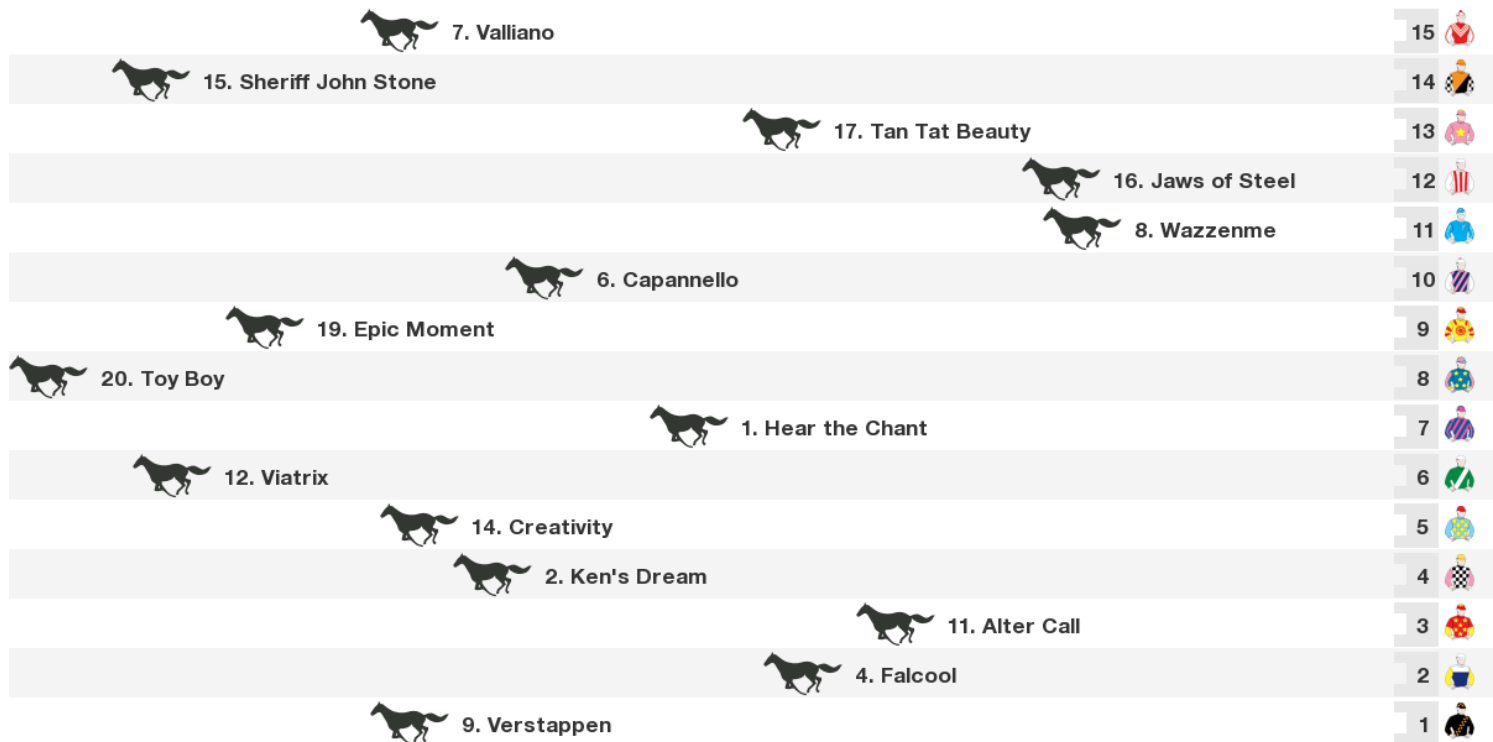 7. Valliano 15
15. Sheriff John Stone 14
17. Tan Tat Beauty 13
16. Jaws of Steel 12
8. Wazzenme 11
6. Capannello 10
19. Epic Moment 9
20. Toy Boy 8
1. Hear the Chant 7
12. Viatrix 6
14. Creativity 5
2. Ken's Dream 4
11. Alter Call 3
4. Falcool 2
9. Verstappen 1